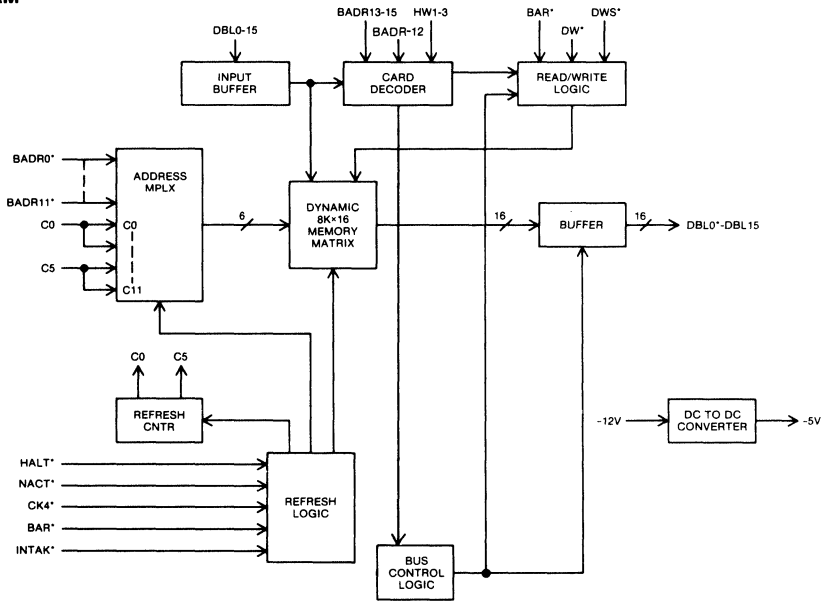 BADR13-15
HW1-3
BAR*
DWS*
DBL0-15
BADR-12
DW*
INPUT
BUFFER
CARD
DECODER
READ/WRITE
LOGIC
BADR0*
BADR11*
C0
C5
ADDRESS
MPLX
C0
C11
6
DYNAMIC
8K×16
MEMORY
MATRIX
16
BUFFER
16
DBL0*-DBL15
C0
C5
REFRESH
CNTR
-12V
DC TO DC
CONVERTER
-5V
HALT*
NACT*
CK4*
BAR*
INTAK*
REFRESH
LOGIC
BUS
CONTROL
LOGIC